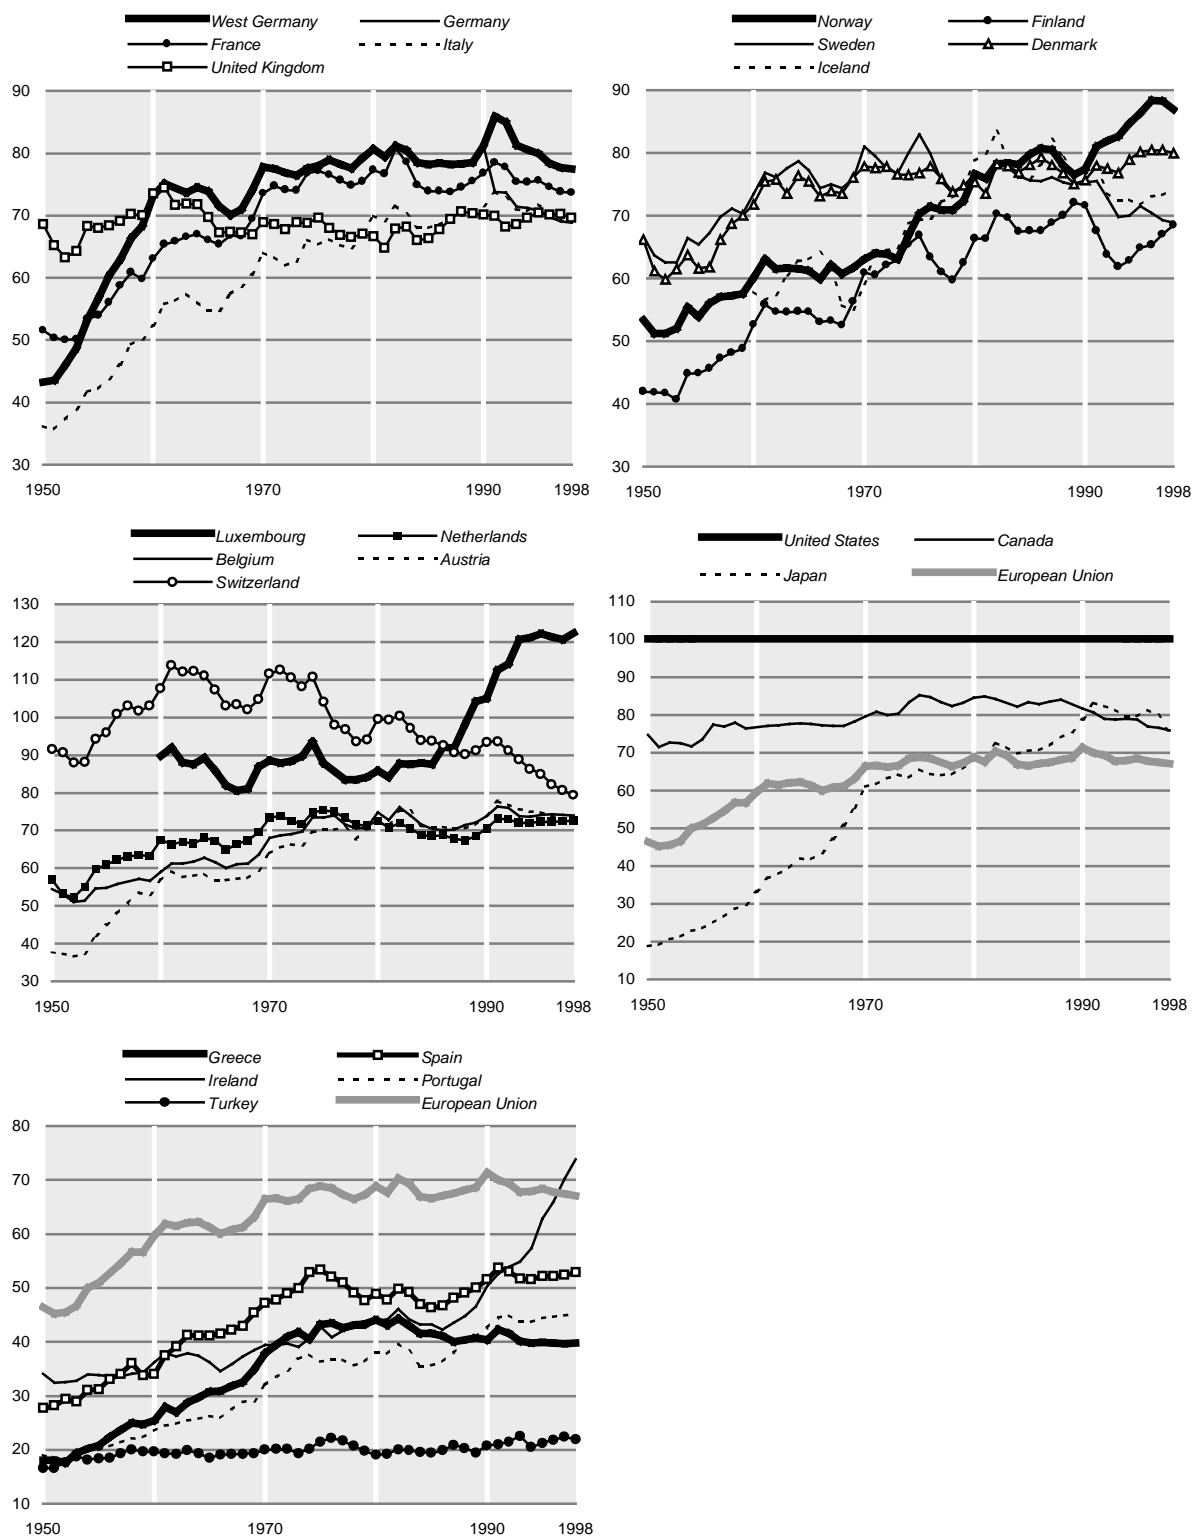 West Germany Germany
France Italy
United Kingdom
90
80
70
60
50
40
30
1950 1970 1990 1998
Norway Finland
Sweden Denmark
Iceland
90
80
70
60
50
40
30
1950 1970 1990 1998
Luxembourg Netherlands
Belgium Austria
Switzerland
130
120
110
100
90
80
70
60
50
40
30
1950 1970 1990 1998
United States Canada
Japan European Union
110
100
90
80
70
60
50
40
30
20
10
1950 1970 1990 1998
Greece Spain
Ireland Portugal
Turkey European Union
80
70
60
50
40
30
20
10
1950 1970 1990 1998